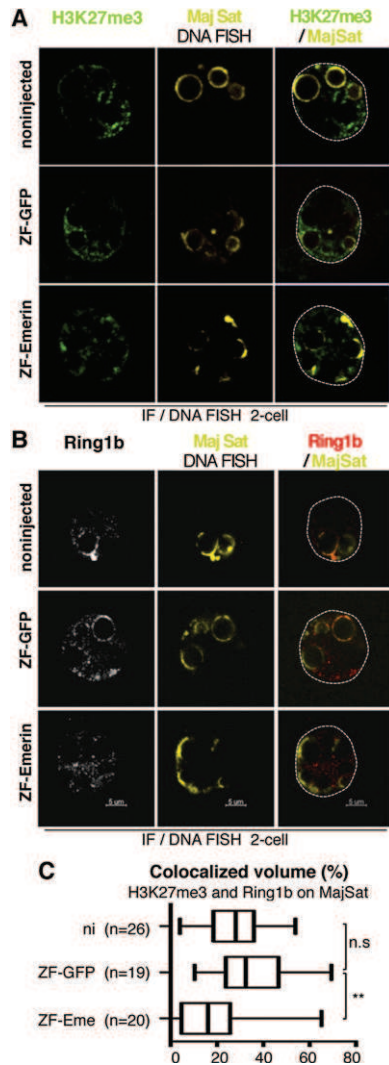 A
H3K27me3
Maj Sat
DNA FISH
H3K27me3
/ MajSat
noninjected
ZF-GFP
ZF-Emerin
IF / DNA FISH 2-cell
B
Ring1b
Maj Sat
DNA FISH
Ring1b
/MajSat
noninjected
ZF-GFP
ZF-Emerin
5 um
5 um
5 um
IF / DNA FISH 2-cell
C
Colocalized volume (%)
H3K27me3 and Ring1b on MajSat
ni (n=26)
ZF-GFP (n=19)
ZF-Eme (n=20)
n.s
**
0 20 40 60 80